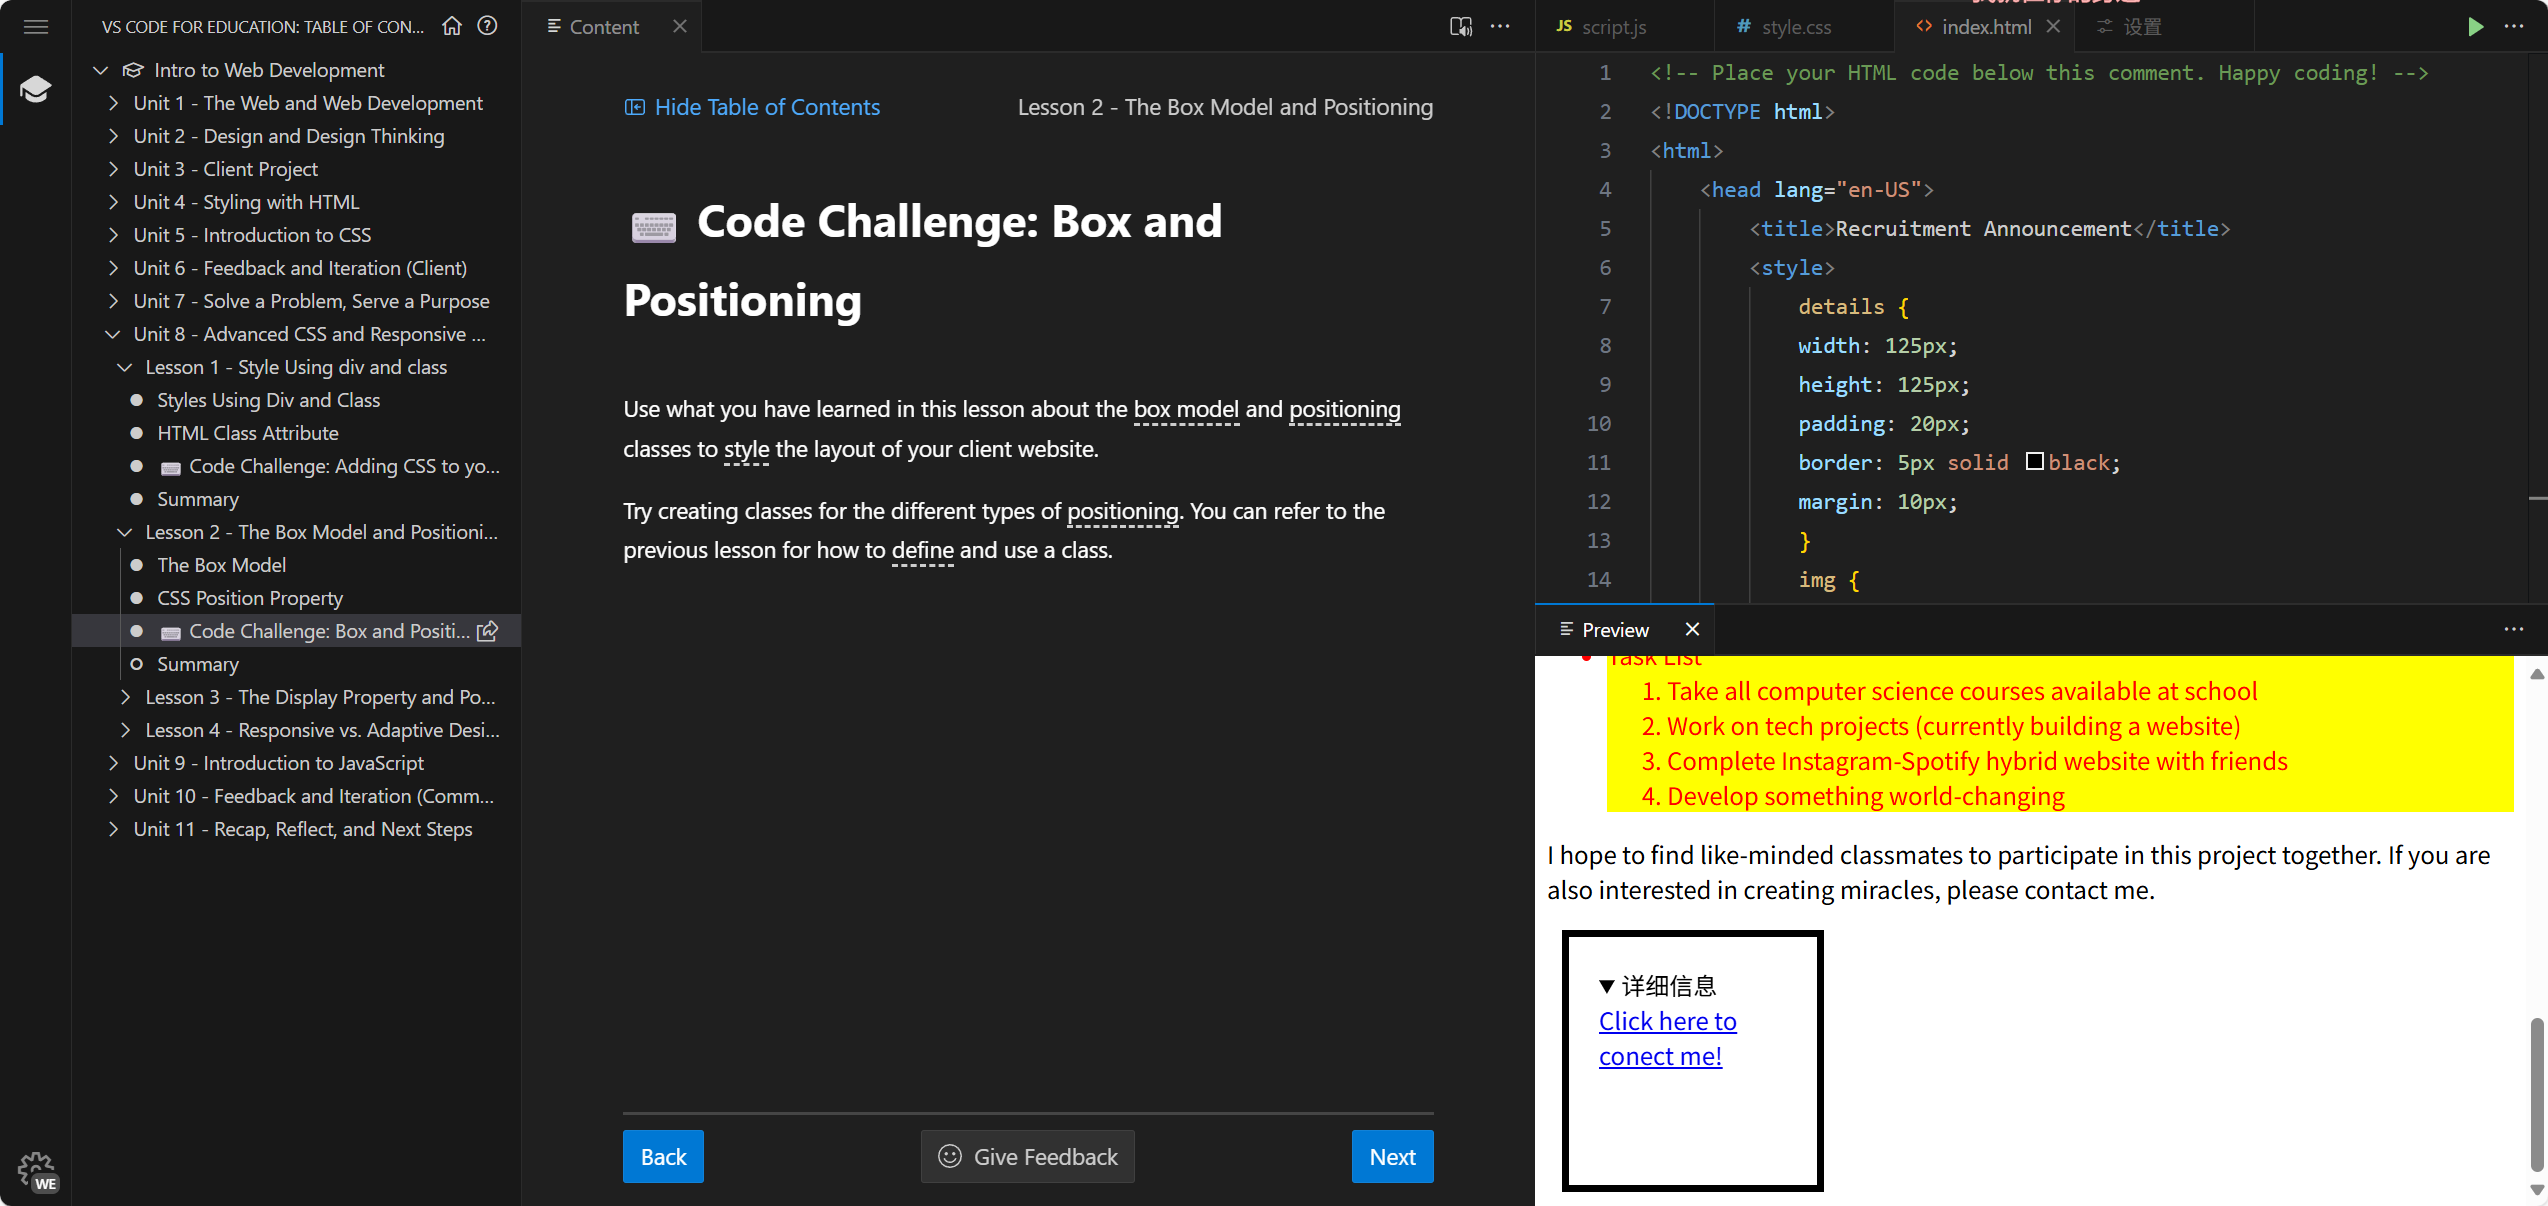 VS CODE FOR EDUCATION: TABLE OF CON...
Intro to Web Development
Unit 1 - The Web and Web Development
Unit 2 - Design and Design Thinking
Unit 3 - Client Project
Unit 4 - Styling with HTML
Unit 5 - Introduction to CSS
Unit 6 - Feedback and Iteration (Client)
Unit 7 - Solve a Problem, Serve a Purpose
Unit 8 - Advanced CSS and Responsive ...
Lesson 1 - Style Using div and class
Styles Using Div and Class
HTML Class Attribute
Code Challenge: Adding CSS to yo...
Summary
Lesson 2 - The Box Model and Positioni...
The Box Model
CSS Position Property
Code Challenge: Box and Positi...
Summary
Lesson 3 - The Display Property and Po...
Lesson 4 - Responsive vs. Adaptive Desi...
Unit 9 - Introduction to JavaScript
Unit 10 - Feedback and Iteration (Comm...
Unit 11 - Recap, Reflect, and Next Steps
WE
Content
Hide Table of Contents
Lesson 2 - The Box Model and Positioning
Code Challenge: Box and
Positioning
Use what you have learned in this lesson about the box model and positioning
classes to style the layout of your client website.
Try creating classes for the different types of positioning. You can refer to the
previous lesson for how to define and use a class.
Back
Give Feedback
Next
JS script.js
# style.css
<> index.html
设置
1 <!-- Place your HTML code below this comment. Happy coding! -->
2 <!DOCTYPE html>
3 <html>
4 <head lang="en-US">
5 <title>Recruitment Announcement</title>
6 <style>
7 details {
8 width: 125px;
9 height: 125px;
10 padding: 20px;
11 border: 5px solid black;
12 margin: 10px;
13 }
14 img {
Preview
Task List
1. Take all computer science courses available at school
2. Work on tech projects (currently building a website)
3. Complete Instagram-Spotify hybrid website with friends
4. Develop something world-changing
I hope to find like-minded classmates to participate in this project together. If you are
also interested in creating miracles, please contact me.
▼ 详细信息
Click here to
conect me!